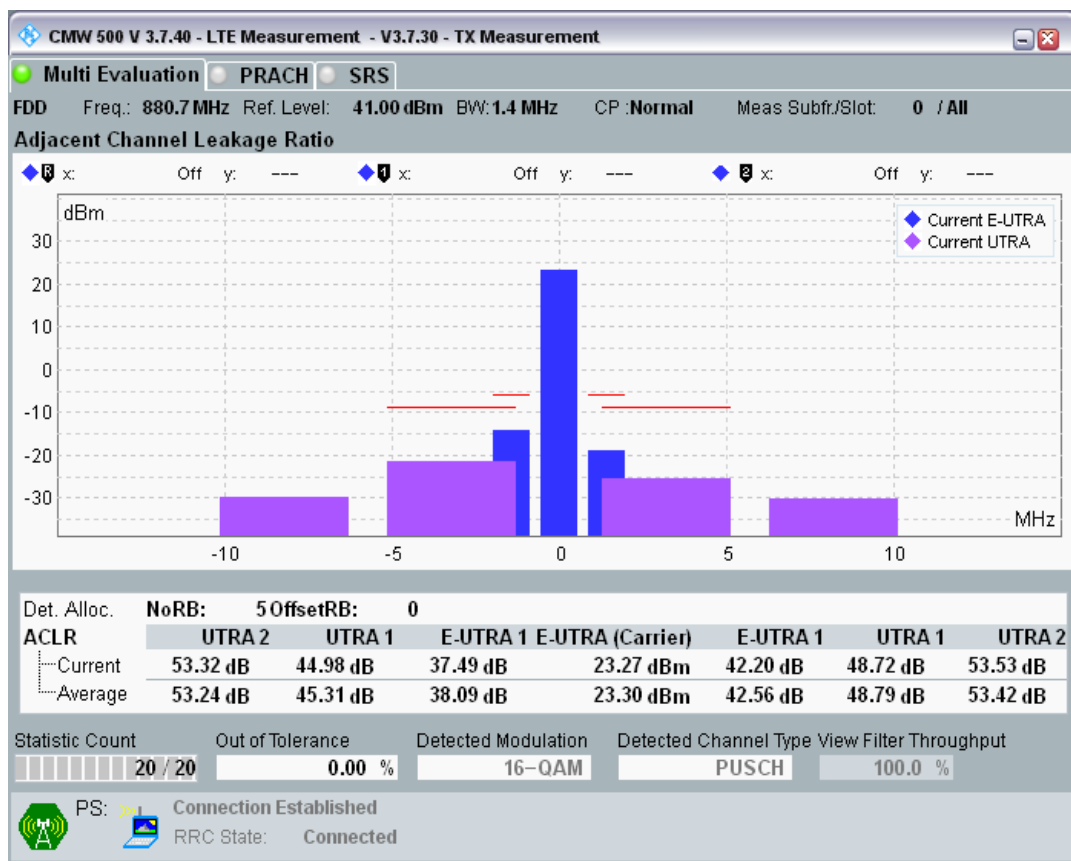 CMW 500 V 3.7.40 - LTE Measurement - V3.7.30 - TX Measurement
Multi Evaluation PRACH SRS
FDD Freq.: 880.7 MHz Ref. Level: 41.00 dBm BW: 1.4 MHz CP :Normal Meas Subfr./Slot: 0 / All
Adjacent Channel Leakage Ratio
R x: Off y: --- 1 x: Off y: --- 2 x: Off y: ---
dBm
Current E-UTRA
Current UTRA
30
20
10
0
-10
-20
-30
MHz
-10 -5 0 5 10
Det. Alloc. NoRB: 5 OffsetRB: 0
ACLR UTRA 2 UTRA 1 E-UTRA 1 E-UTRA (Carrier) E-UTRA 1 UTRA 1 UTRA 2
Current 53.32 dB 44.98 dB 37.49 dB 23.27 dBm 42.20 dB 48.72 dB 53.53 dB
Average 53.24 dB 45.31 dB 38.09 dB 23.30 dBm 42.56 dB 48.79 dB 53.42 dB
Statistic Count Out of Tolerance Detected Modulation Detected Channel Type View Filter Throughput
20 / 20 0.00 % 16-QAM PUSCH 100.0 %
PS: Connection Established
RRC State: Connected